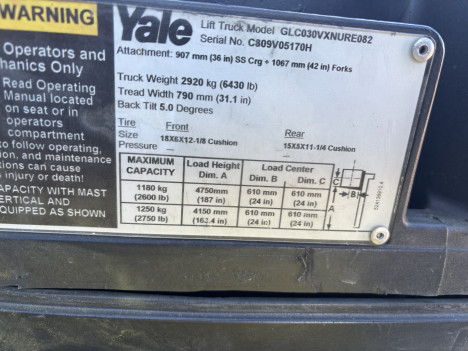 WARNING
Operators and
hanics Only
Read Operating
Manual located
on seat or in
operators
compartment
to follow operating,
on, and maintenance
tions can cause
injury or death!
CAPACITY WITH MAST
VERTICAL AND
EQUIPPED AS SHOWN
Yale
Lift Truck Model GLC030VXNURE082
Serial No. C809V05170H
Attachment: 907 mm (36 in) SS Crg + 1067 mm (42 in) Forks
Truck Weight 2920 kg (6430 lb)
Tread Width 790 mm (31.1 in)
Back Tilt 5.0 Degrees
Tire Front Rear
Size 18X6X12-1/8 Cushion 15X5X11-1/4 Cushion
Pressure —
MAXIMUM CAPACITY Load Height Dim. A Load Center Dim. B Dim. C
1180 kg (2600 lb) 4750mm (187 in) 610 mm (24 in) 610 mm (24 in)
1250 kg (2750 lb) 4150 mm (162.4 in) 610 mm (24 in) 610 mm (24 in)
C
B
A